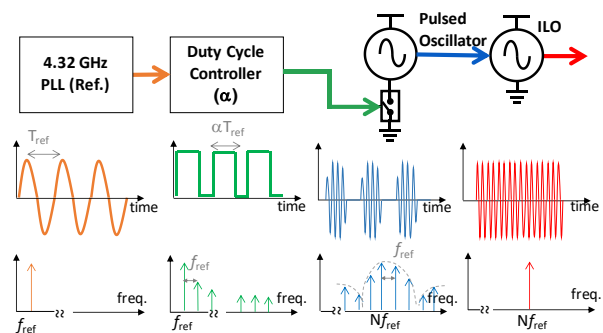 4.32 GHz
PLL (Ref.)
Duty Cycle
Controller
(α)
Pulsed
Oscillator
ILO
Tref
αTref
time
time
time
time
fref
freq.
fref
fref
freq.
fref
Nfref
freq.
Nfref
freq.